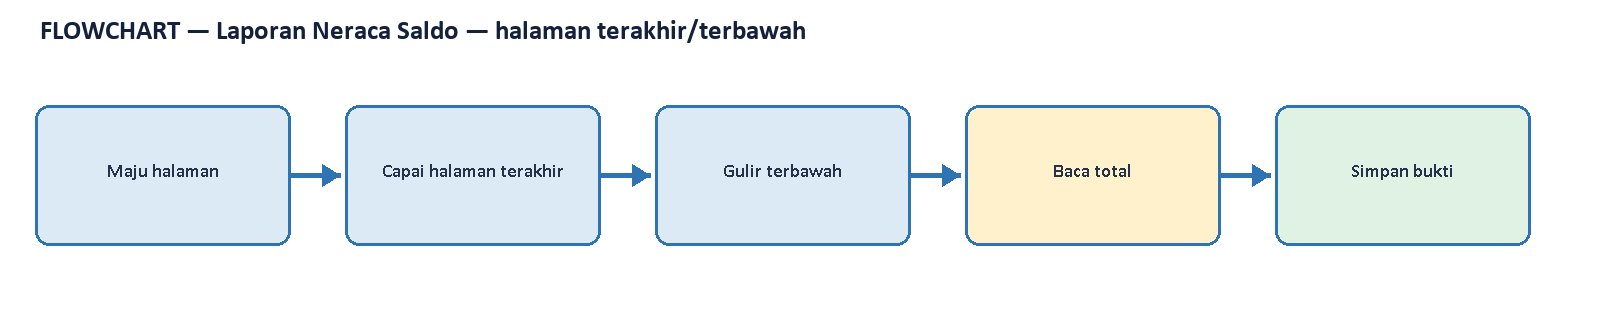 FLOWCHART — Laporan Neraca Saldo — halaman terakhir/terbawah
Maju halaman
Capai halaman terakhir
Gulir terbawah
Baca total
Simpan bukti